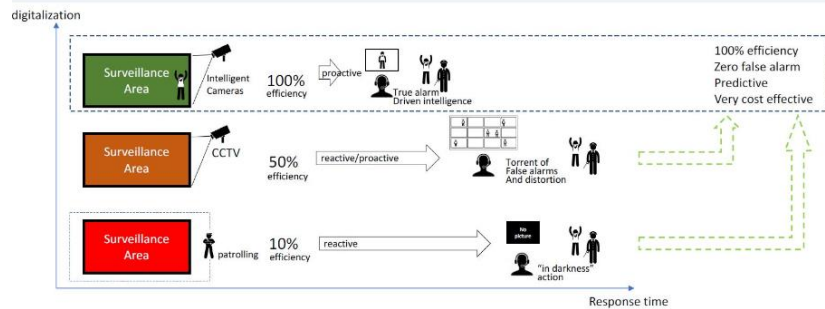 digitalization
Surveillance
Area
Intelligent
Cameras
100%
efficiency
proactive
True alarm
Driven intelligence
100% efficiency
Zero false alarm
Predictive
Very cost effective
Surveillance
Area
CCTV
50%
efficiency
reactive/proactive
Torrent of
False alarms
And distortion
Surveillance
Area
patrolling
10%
efficiency
reactive
No
picture
"in darkness"
action
Response time